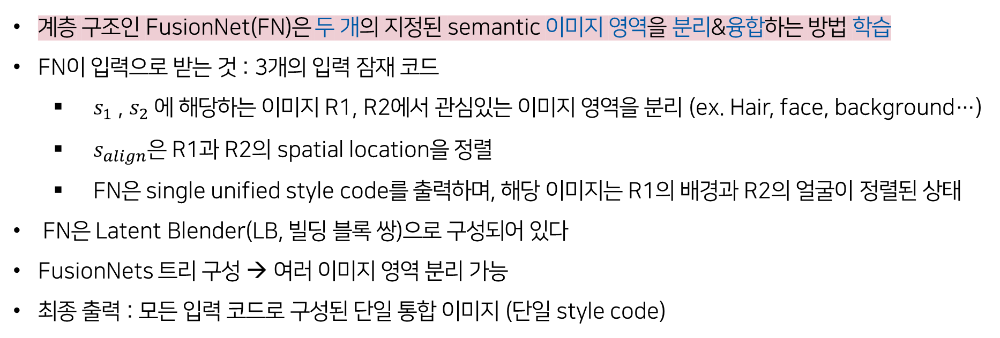 • 계층 구조인 FusionNet(FN)은 두 개의 지정된 semantic 이미지 영역을 분리&융합하는 방법 학습
• FN이 입력으로 받는 것 : 3개의 입력 잠재 코드
▪ s₁ , s₂ 에 해당하는 이미지 R1, R2에서 관심있는 이미지 영역을 분리 (ex. Hair, face, background…)
▪ s_align은 R1과 R2의 spatial location을 정렬
▪ FN은 single unified style code를 출력하며, 해당 이미지는 R1의 배경과 R2의 얼굴이 정렬된 상태
• FN은 Latent Blender(LB, 빌딩 블록 쌍)으로 구성되어 있다
• FusionNets 트리 구성 → 여러 이미지 영역 분리 가능
• 최종 출력 : 모든 입력 코드로 구성된 단일 통합 이미지 (단일 style code)